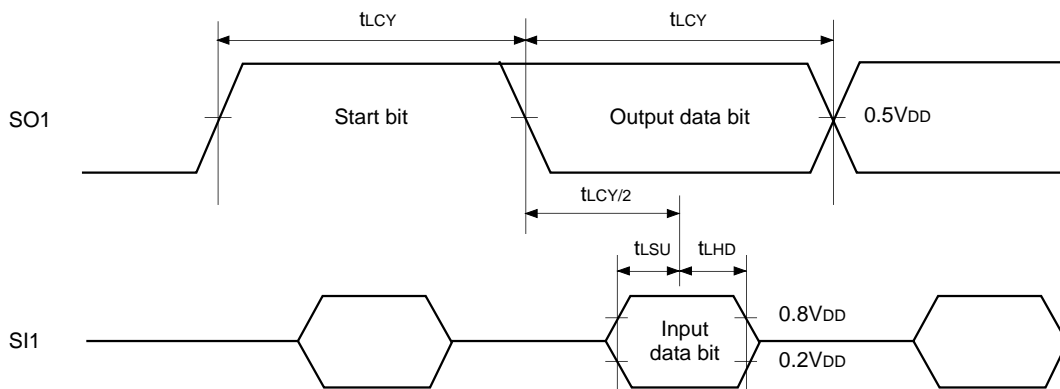 tLCY tLCY
SO1 Start bit Output data bit 0.5VDD
tLCY/2
tLSU tLHD
SI1 Input data bit 0.8VDD
0.2VDD